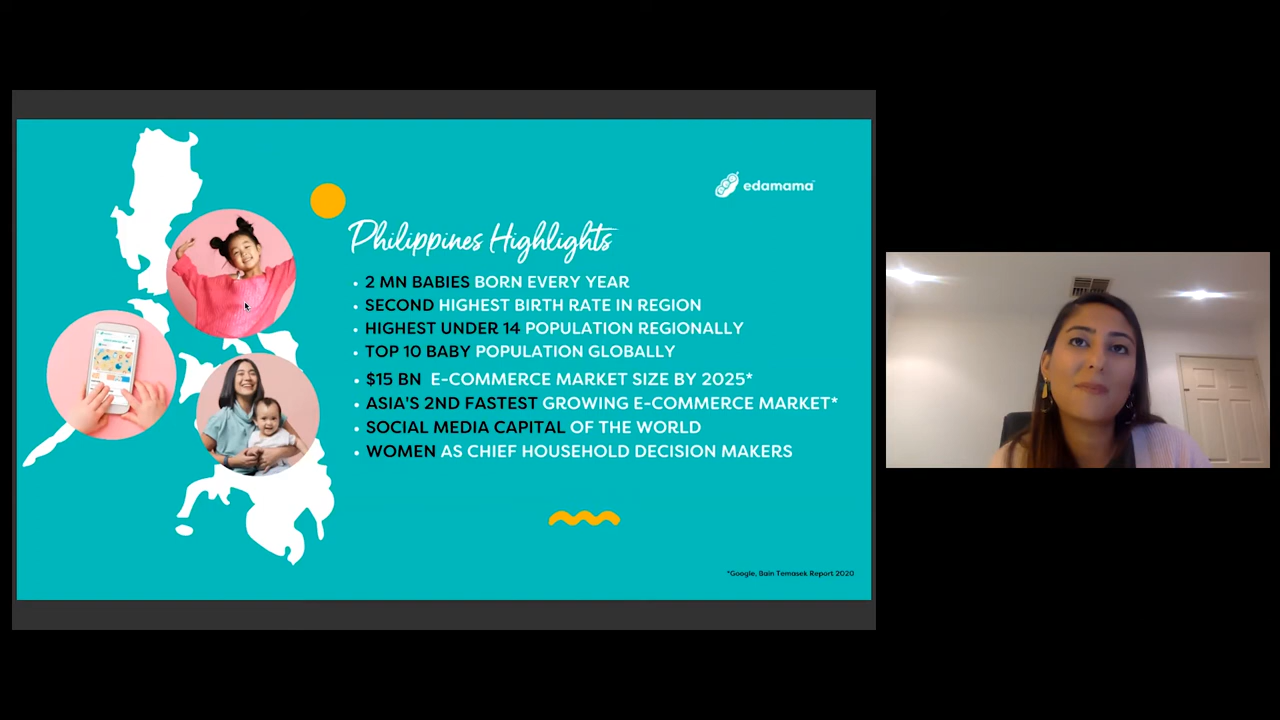 edamama
Philippines Highlights
• 2 MN BABIES BORN EVERY YEAR
• SECOND HIGHEST BIRTH RATE IN REGION
• HIGHEST UNDER 14 POPULATION REGIONALLY
• TOP 10 BABY POPULATION GLOBALLY
• $15 BN E-COMMERCE MARKET SIZE BY 2025*
• ASIA'S 2ND FASTEST GROWING E-COMMERCE MARKET*
• SOCIAL MEDIA CAPITAL OF THE WORLD
• WOMEN AS CHIEF HOUSEHOLD DECISION MAKERS
*Google, Bain Temasek Report 2020